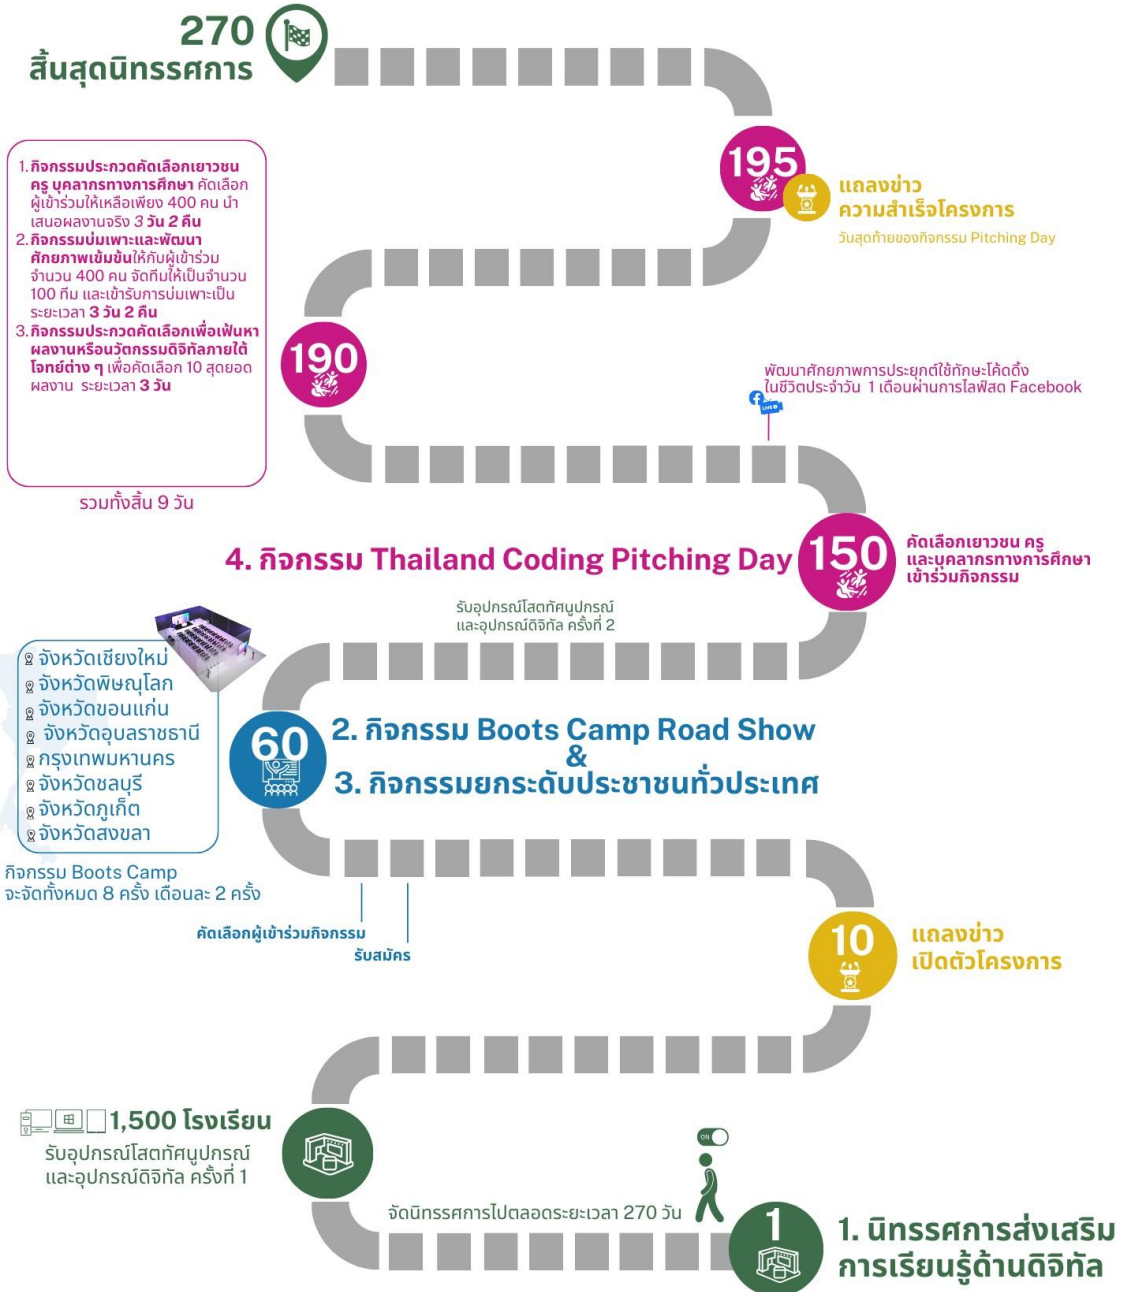 270
สิ้นสุดนิทรรศการ
195
แถลงข่าว
ความสำเร็จโครงการ
วันสุดท้ายของกิจกรรม Pitching Day
1. กิจกรรมประกวดคัดเลือกเยาวชน
ครู บุคลากรทางการศึกษา คัดเลือก
ผู้เข้าร่วมให้เหลือเพียง 400 คน นำ
เสนอผลงานจริง 3 วัน 2 คืน
2. กิจกรรมบ่มเพาะและพัฒนา
ศักยภาพเข้มข้นให้กับผู้เข้าร่วม
จำนวน 400 คน จัดทีมให้เป็นจำนวน
100 ทีม และเข้ารับการบ่มเพาะเป็น
ระยะเวลา 3 วัน 2 คืน
3. กิจกรรมประกวดคัดเลือกเพื่อเฟ้นหา
ผลงานหรือนวัตกรรมดิจิทัลภายใต้
โจทย์ต่าง ๆ เพื่อคัดเลือก 10 สุดยอด
ผลงาน ระยะเวลา 3 วัน
รวมทั้งสิ้น 9 วัน
190
พัฒนาศักยภาพการประยุกต์ใช้ทักษะโค้ดดิ้ง
ในชีวิตประจำวัน 1 เดือนผ่านการไลฟ์สด Facebook
LIVE
4. กิจกรรม Thailand Coding Pitching Day
150
คัดเลือกเยาวชน ครู
และบุคลากรทางการศึกษา
เข้าร่วมกิจกรรม
รับอุปกรณ์โสตทัศนูปกรณ์
และอุปกรณ์ดิจิทัล ครั้งที่ 2
จังหวัดเชียงใหม่
จังหวัดพิษณุโลก
จังหวัดขอนแก่น
จังหวัดอุบลราชธานี
กรุงเทพมหานคร
จังหวัดชลบุรี
จังหวัดภูเก็ต
จังหวัดสงขลา
60
2. กิจกรรม Boots Camp Road Show
&
3. กิจกรรมยกระดับประชาชนทั่วประเทศ
กิจกรรม Boots Camp
จะจัดทั้งหมด 8 ครั้ง เดือนละ 2 ครั้ง
คัดเลือกผู้เข้าร่วมกิจกรรม
รับสมัคร
10
แถลงข่าว
เปิดตัวโครงการ
1,500 โรงเรียน
รับอุปกรณ์โสตทัศนูปกรณ์
และอุปกรณ์ดิจิทัล ครั้งที่ 1
ON
จัดนิทรรศการไปตลอดระยะเวลา 270 วัน
1
1. นิทรรศการส่งเสริม
การเรียนรู้ด้านดิจิทัล